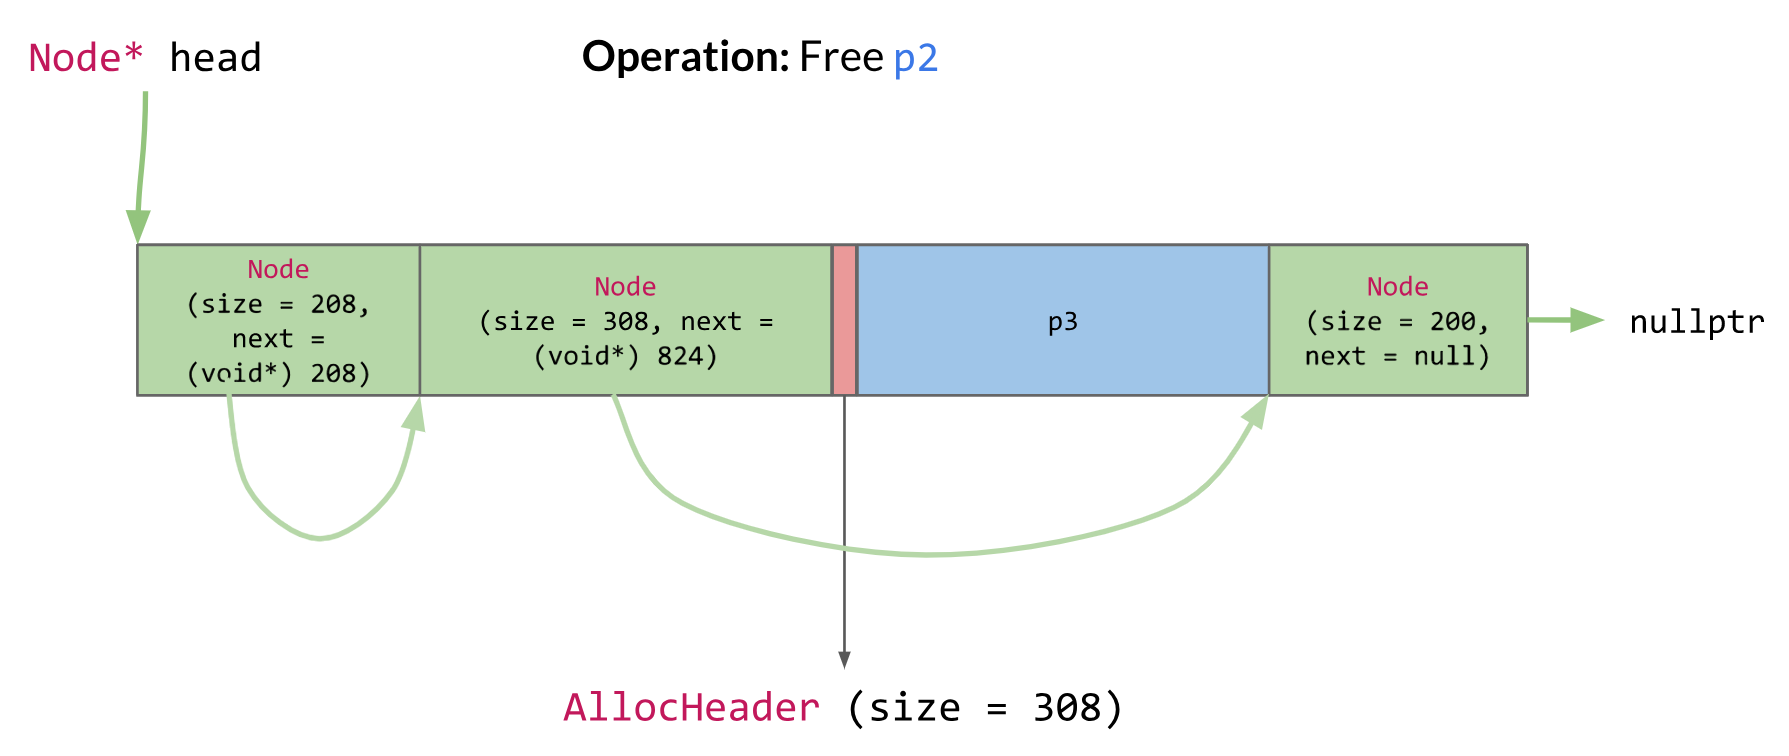 Node* head
Operation: Free p2
Node
(size = 208,
next =
(void*) 208)
Node
(size = 308, next =
(void*) 824)
p3
Node
(size = 200,
next = null)
nullptr
AllocHeader (size = 308)